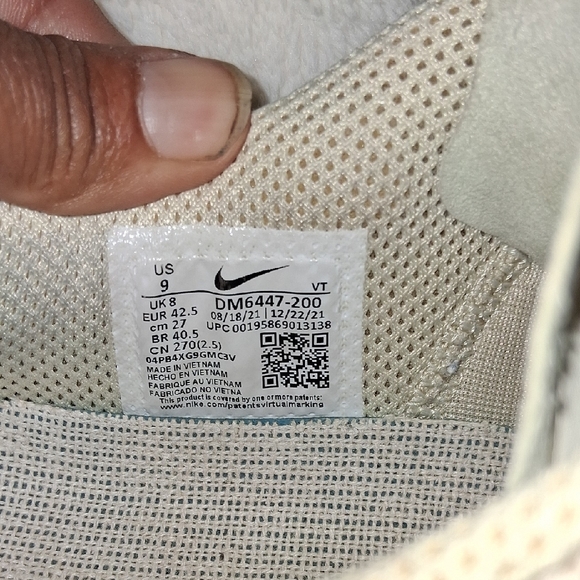 US
9
VT
UK 8
DM6447-200
EUR 42.5
08/18/21 | 12/22/21
cm 27
UPC 00195869013138
BR 40.5
CN 270(2.5)
04PB4XG9GMC3V
MADE IN VIETNAM
HECHO EN VIETNAM
FABRIQUE AU VIETNAM
FABRICADO NO VIETNA
This product is covered by one or more patents:
www.nike.com/patentsvirtualmarking